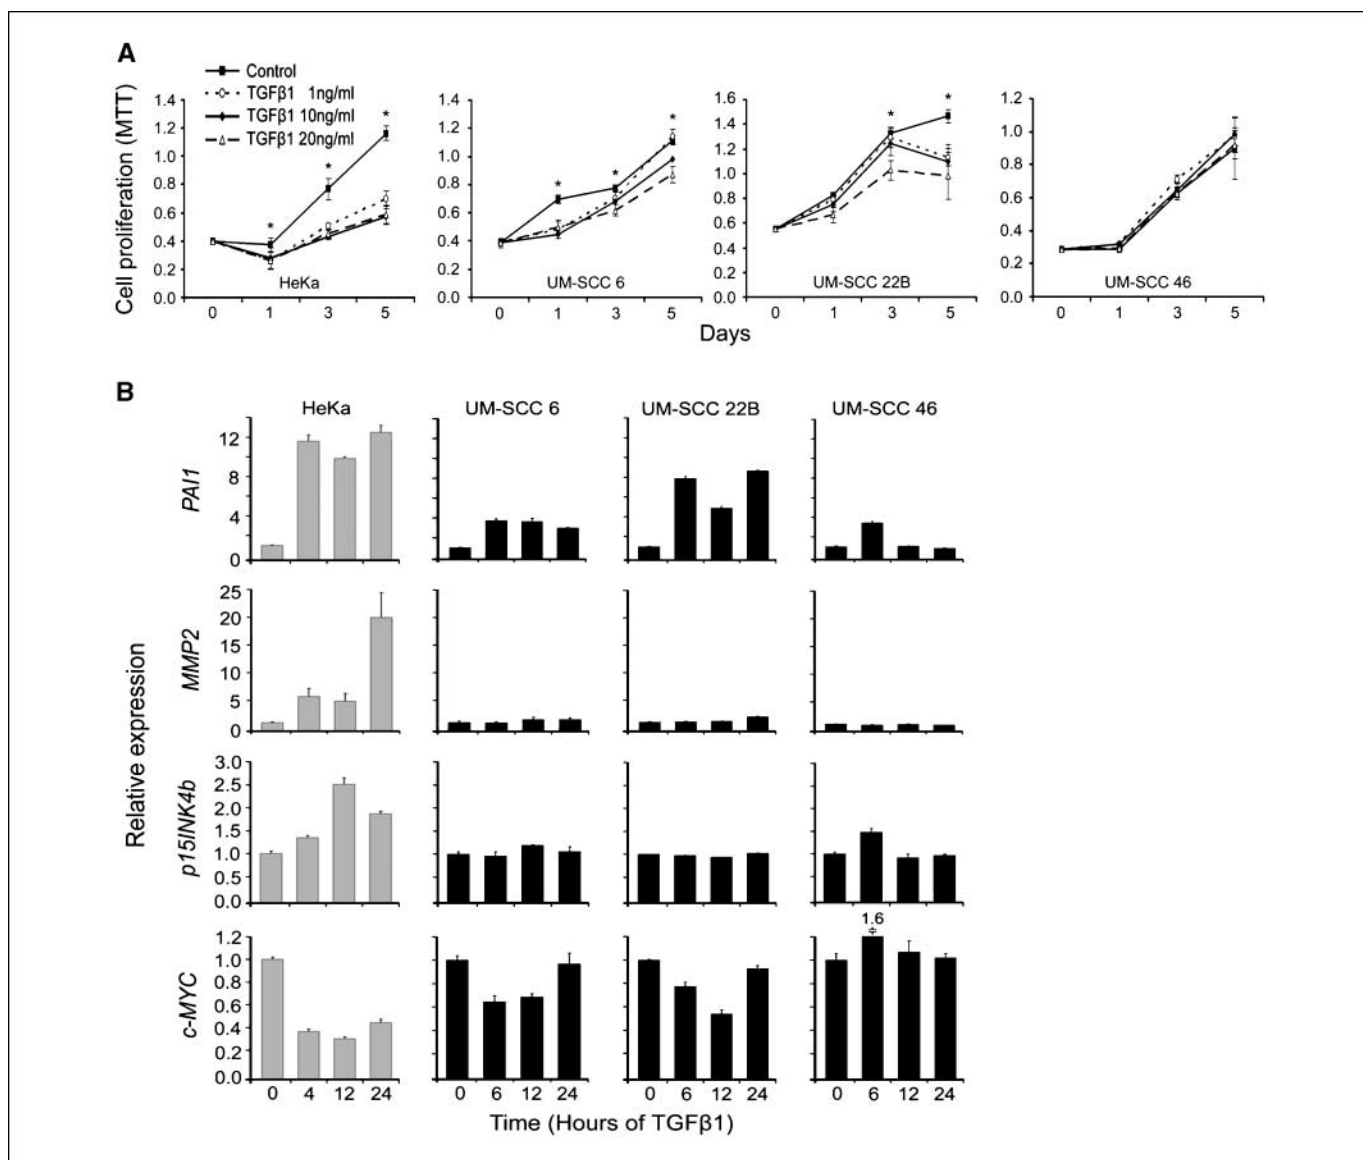 A
Control
TGFβ1 1ng/ml
TGFβ1 10ng/ml
TGFβ1 20ng/ml
Cell proliferation (MTT)
1.4
1.2
1.0
0.8
0.6
0.4
0.2
0.0
* * *
HeKa
0 1 3 5
1.4
1.2
1.0
0.8
0.6
0.4
0.2
0.0
* * *
UM-SCC 6
0 1 3 5
1.6
1.4
1.2
1.0
0.8
0.6
0.4
0.2
0.0
* *
UM-SCC 22B
0 1 3 5
1.2
1.0
0.8
0.6
0.4
0.2
0.0
UM-SCC 46
0 1 3 5
Days
B
HeKa UM-SCC 6 UM-SCC 22B UM-SCC 46
Relative expression
PAI1
12
8
4
0
MMP2
25
20
15
10
5
0
p15INK4b
3.0
2.5
2.0
1.5
1.0
0.5
0.0
c-MYC
1.2
1.0
0.8
0.6
0.4
0.2
0.0
1.6
0 4 12 24 0 6 12 24 0 6 12 24 0 6 12 24
Time (Hours of TGFβ1)